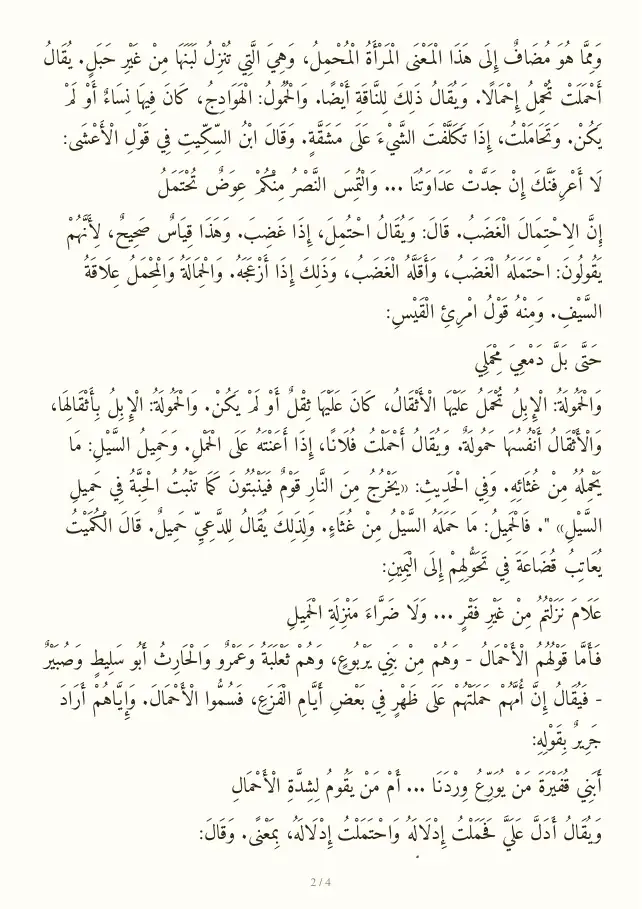 وَمِمَّا هُوَ مُضَافٌ إِلَى هَذَا الْمَعْنَى الْمَرْأَةُ الْمُحْمِلُ، وَهِيَ الَّتِي تُنْزِلُ لَبَنَهَا مِنْ غَيْرِ حَبَلٍ. يُقَالُ
أَحْمَلَتْ تُحْمِلُ إِحْمَالًا. وَيُقَالُ ذَلِكَ لِلنَّاقَةِ أَيْضًا. وَالْحُمُولُ: الْهَوَادِجُ، كَانَ فِيهَا نِسَاءٌ أَوْ لَمْ
يَكُنْ. وَتَحَامَلْتُ، إِذَا تَكَلَّفْتَ الشَّيْءَ عَلَى مَشَقَّةٍ. وَقَالَ ابْنُ السِّكِّيتِ فِي قَوْلِ الْأَعْشَى:
لَا أَعْرِفَنَّكَ إِنْ جَدَّتْ عَدَاوَتُنَا ... وَالْتُمِسَ النَّصْرُ مِنْكُمْ عِوَضٌ تُحْتَمَلُ
إِنَّ الِاحْتِمَالَ الْغَضَبُ. قَالَ: وَيُقَالُ احْتُمِلَ، إِذَا غَضِبَ. وَهَذَا قِيَاسٌ صَحِيحٌ، لِأَنَّهُمْ
يَقُولُونَ: احْتَمَلَهُ الْغَضَبُ، وَأَقَلَّهُ الْغَضَبُ، وَذَلِكَ إِذَا أَزْعَجَهُ. وَالْحِمَالَةُ وَالْمِحْمَلُ عِلَاقَةُ
السَّيْفِ. وَمِنْهُ قَوْلُ امْرِئِ الْقَيْسِ:
حَتَّى بَلَّ دَمْعِيَ مِحْمَلِي
وَالْحَمُولَةُ: الْإِبِلُ تُحْمَلُ عَلَيْهَا الْأَثْقَالُ، كَانَ عَلَيْهَا ثِقْلٌ أَوْ لَمْ يَكُنْ. وَالْحَمُولَةُ: الْإِبِلُ بِأَثْقَالِهَا،
وَالْأَثْقَالُ أَنْفُسُهَا حَمُولَةٌ. وَيُقَالُ أَحْمَلْتُ فُلَانًا، إِذَا أَعَنْتَهُ عَلَى الْحَمْلِ. وَحَمِيلُ السَّيْلِ: مَا
يَحْمِلُهُ مِنْ غُثَائِهِ. وَفِي الْحَدِيثِ: «يَخْرُجُ مِنَ النَّارِ قَوْمٌ فَيَنْبُتُونَ كَمَا تَنْبُتُ الْحِبَّةُ فِي حَمِيلِ
السَّيْلِ» ". فَالْحَمِيلُ: مَا حَمَلَهُ السَّيْلُ مِنْ غُثَاءٍ. وَلِذَلِكَ يُقَالُ لِلدَّعِيِّ حَمِيلٌ. قَالَ الْكُمَيْتُ
يُعَاتِبُ قُضَاعَةَ فِي تَحَوُّلِهِمْ إِلَى الْيَمِينِ:
عَلَامَ نَزَلْتُمُ مِنْ غَيْرِ فَقْرٍ ... وَلَا ضَرَّاءَ مَنْزِلَةِ الْحَمِيلِ
فَأَمَّا قَوْلُهُمُ الْأَحْمَالُ - وَهُمْ مِنْ بَنِي يَرْبُوعٍ، وَهُمْ ثَعْلَبَةُ وَعَمْرٌو وَالْحَارِثُ أَبُو سَلِيطٍ وَصُبَيْرٌ
- فَيُقَالُ إِنَّ أُمَّهُمْ حَمَلَتْهُمْ عَلَى ظَهْرٍ فِي بَعْضِ أَيَّامِ الْفَزَعِ، فَسُمُّوا الْأَحْمَالَ. وَإِيَّاهُمْ أَرَادَ
جَرِيرٌ بِقَوْلِهِ:
أَبَنِي قُفَيْرَةَ مَنْ يُوَرِّعُ وِرْدَنَا ... أَمْ مَنْ يَقُومُ لِشِدَّةِ الْأَحْمَالِ
وَيُقَالُ أَدَلَّ عَلَيَّ فَحَمَلْتُ إِدْلَالَهُ وَاحْتَمَلْتُ إِدْلَالَهُ، بِمَعْنًى. وَقَالَ:
2 / 4